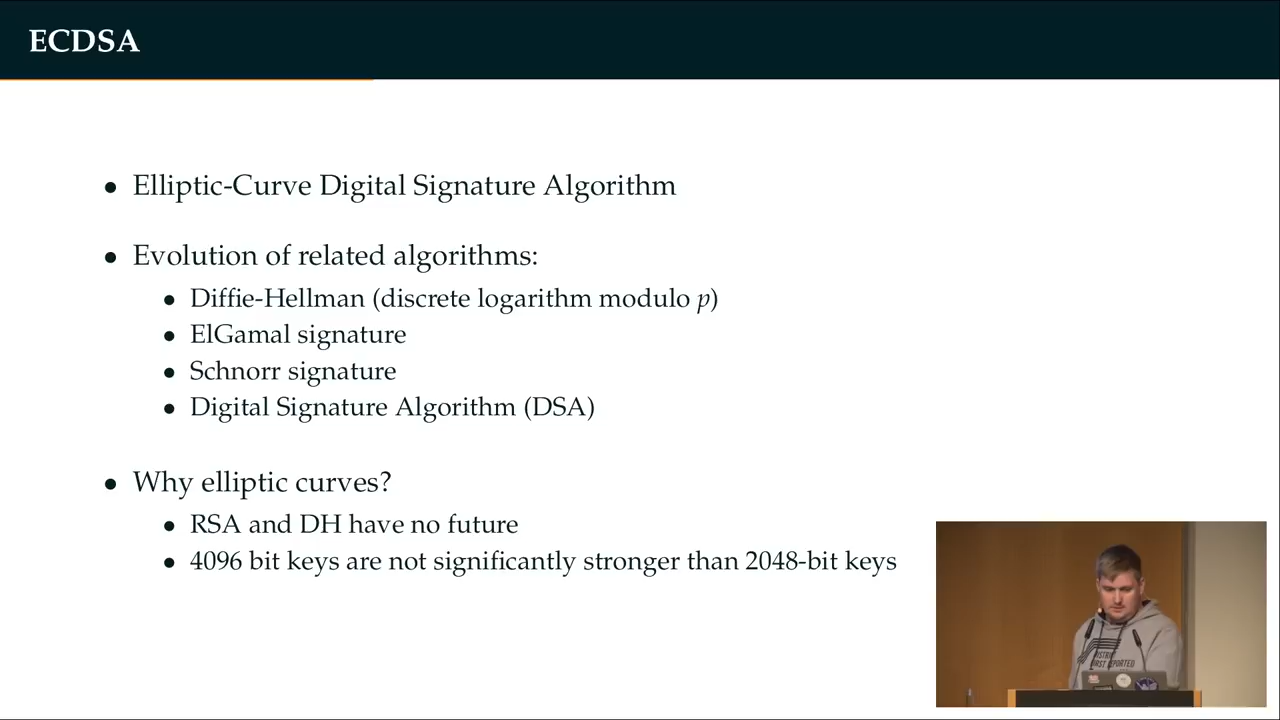 ECDSA
• Elliptic-Curve Digital Signature Algorithm
• Evolution of related algorithms:
• Diffie-Hellman (discrete logarithm modulo p)
• ElGamal signature
• Schnorr signature
• Digital Signature Algorithm (DSA)
• Why elliptic curves?
• RSA and DH have no future
• 4096 bit keys are not significantly stronger than 2048-bit keys